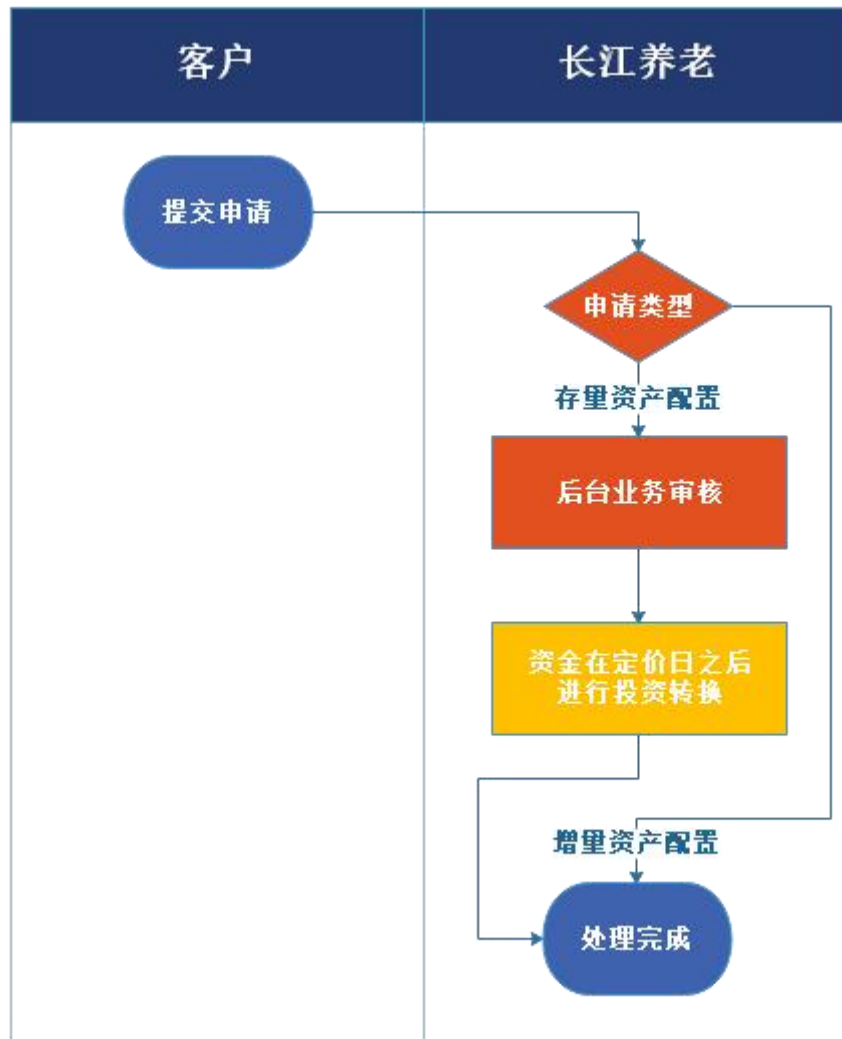 客户
长江养老
提交申请
申请类型
存量资产配置
后台业务审核
资金在定价日之后
进行投资转换
增量资产配置
处理完成